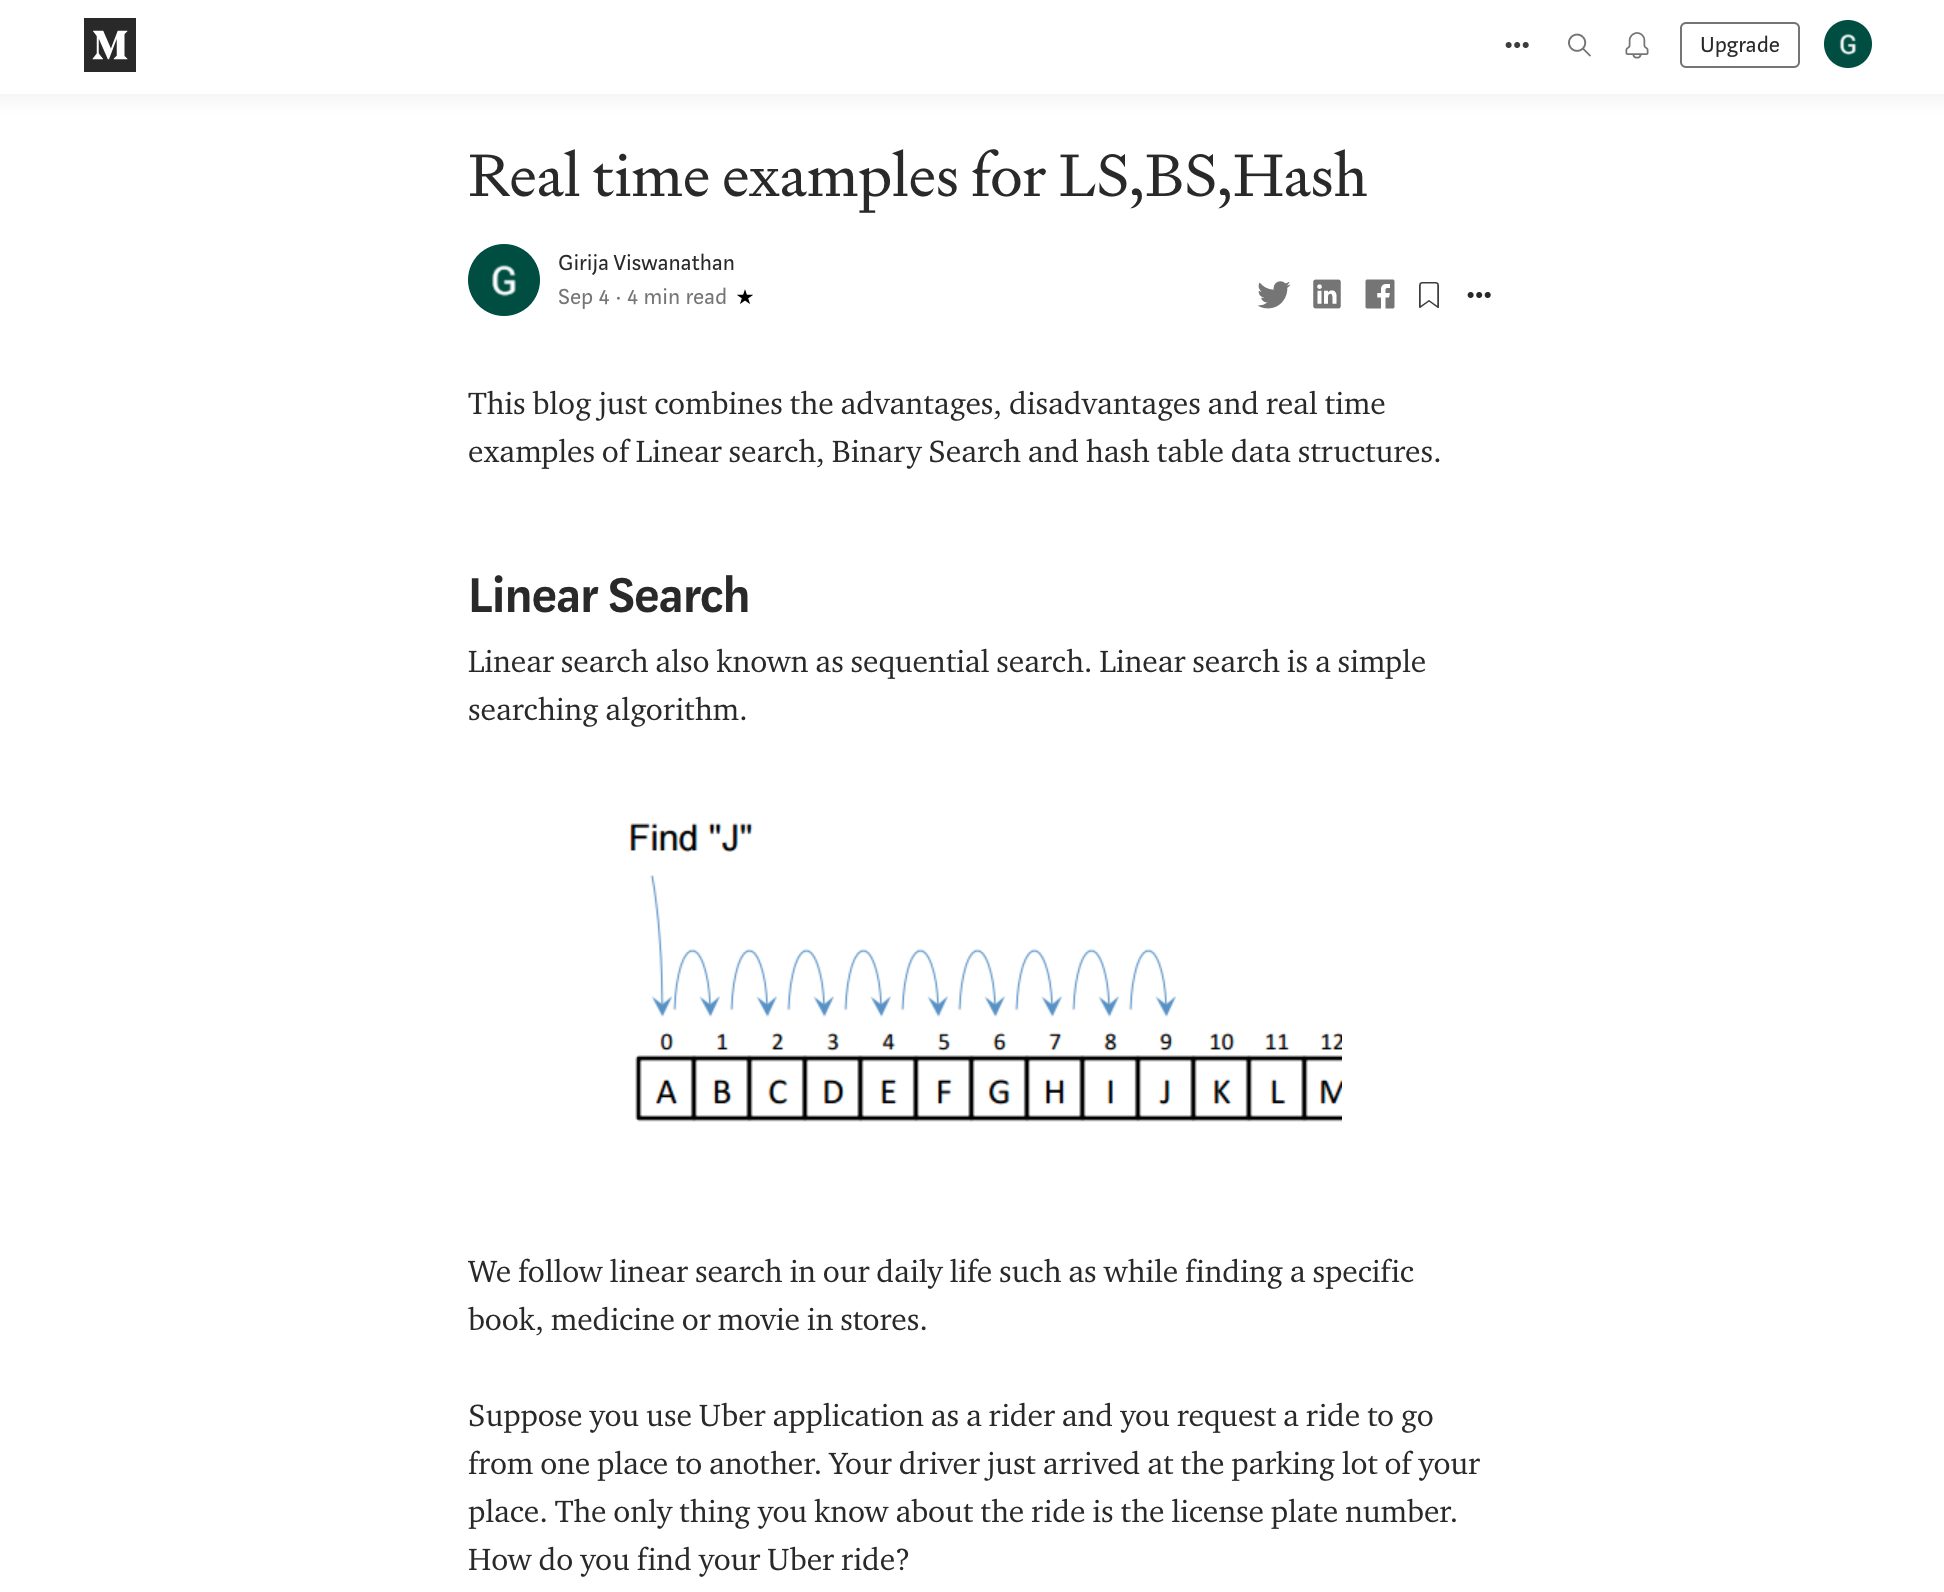 M
Upgrade
G
Real time examples for LS,BS,Hash
G
Girija Viswanathan
Sep 4 · 4 min read ★
This blog just combines the advantages, disadvantages and real time
examples of Linear search, Binary Search and hash table data structures.
Linear Search
Linear search also known as sequential search. Linear search is a simple
searching algorithm.
Find "J"
0 1 2 3 4 5 6 7 8 9 10 11 12
A B C D E F G H I J K L M
We follow linear search in our daily life such as while finding a specific
book, medicine or movie in stores.
Suppose you use Uber application as a rider and you request a ride to go
from one place to another. Your driver just arrived at the parking lot of your
place. The only thing you know about the ride is the license plate number.
How do you find your Uber ride?